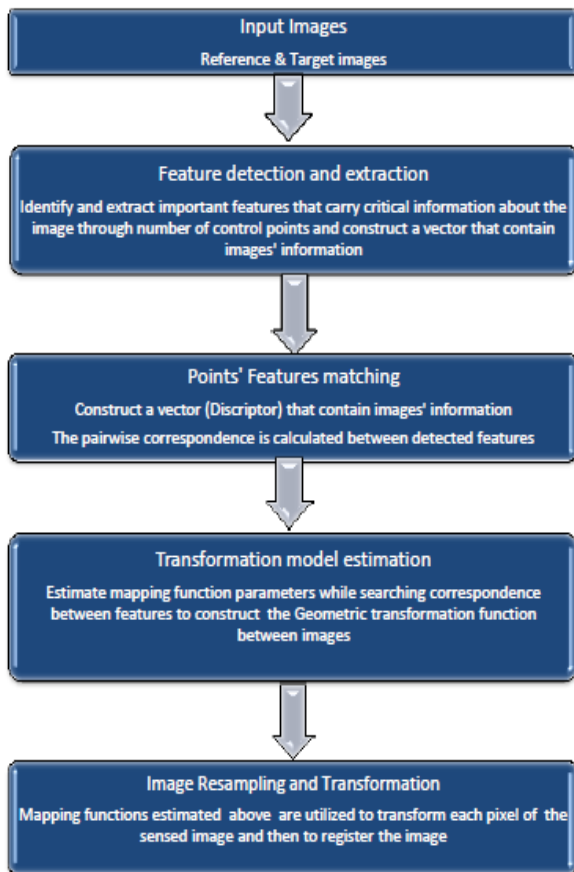 Input Images
Reference & Target images
Feature detection and extraction
Identify and extract important features that carry critical information about the
image through number of control points and construct a vector that contain
images' information
Points' Features matching
Construct a vector (Discriptor) that contain images' information
The pairwise correspondence is calculated between detected features
Transformation model estimation
Estimate mapping function parameters while searching correspondence
between features to construct the Geometric transformation function
between images
Image Resampling and Transformation
Mapping functions estimated above are utilized to transform each pixel of the
sensed image and then to register the image